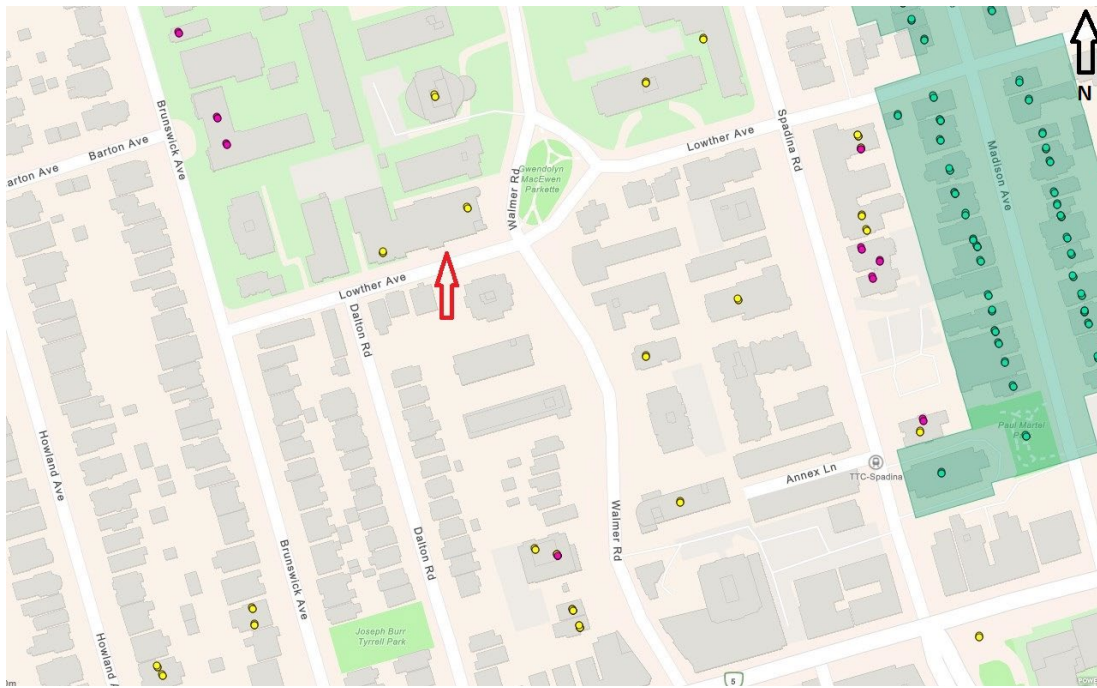 N
Barton Ave
arton Ave
Brunswick Ave
Spadina Rd
Lowther Ave
Madison Ave
Gwendolyn
MacEwen
Parkette
Walmer Rd
Lowther Ave
Dalton Rd
Howland Ave
Paul Martel
Annex Ln
TTC-Spadina
Walmer Rd
Dalton Rd
Brunswick Ave
Joseph Burr
Tyrrell Park
Howland A
5